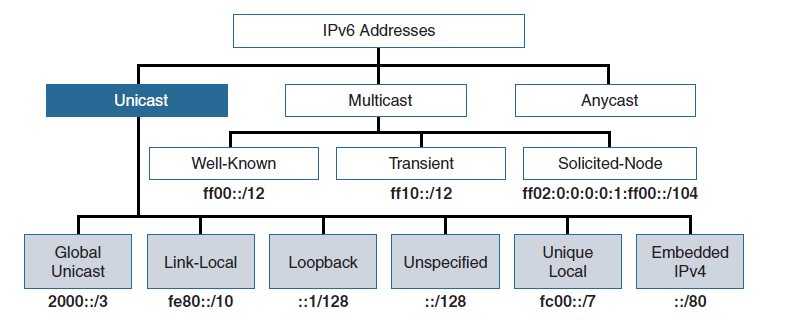 IPv6 Addresses
Unicast
Multicast
Anycast
Well-Known
Transient
Solicited-Node
ff00::/12
ff10::/12
ff02:0:0:0:0:1:ff00::/104
Global
Unicast
Link-Local
Loopback
Unspecified
Unique
Local
Embedded
IPv4
2000::/3
fe80::/10
::1/128
::/128
fc00::/7
::/80